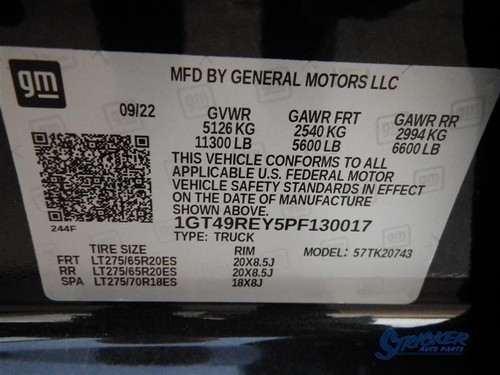 gm
MFD BY GENERAL MOTORS LLC
09/22 GVWR GAWR FRT GAWR RR
5126 KG 2540 KG 2994 KG
11300 LB 5600 LB 6600 LB
THIS VEHICLE CONFORMS TO ALL
APPLICABLE U.S. FEDERAL MOTOR
VEHICLE SAFETY STANDARDS IN EFFECT
ON THE DATE OF MANUFACTURE
SHOWN ABOVE.
244F 1GT49REY5PF130017
TYPE: TRUCK MODEL: 57TK20743
TIRE SIZE RIM
FRT LT275/65R20ES 20X8.5J
RR LT275/65R20ES 20X8.5J
SPA LT275/70R18ES 18X8J
STRICKER
AUTO PARTS